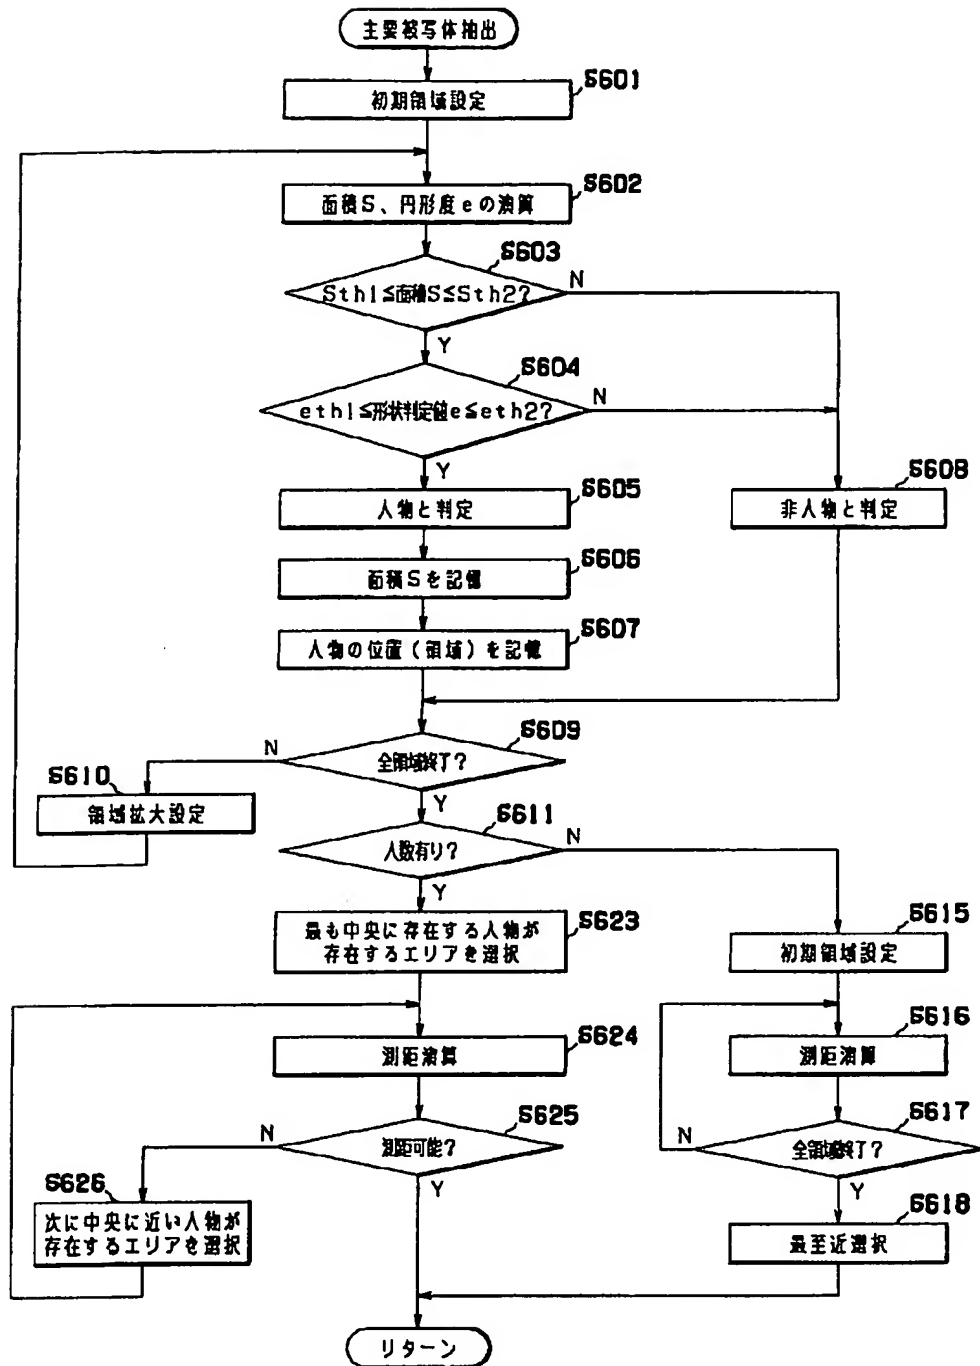 主要被写体抽出
S601
初期領域設定
S602
面積S、円形度eの演算
S603
Sth1≦面積S≦Sth2?
N
Y
S604
eth1≦形状判定値e≦eth2?
N
Y
S605
人物と判定
S608
非人物と判定
S606
面積Sを記憶
S607
人物の位置(領域)を記憶
S609
全領域終了?
N
Y
S610
領域拡大設定
S611
人数有り?
N
Y
S623
最も中央に存在する人物が
存在するエリアを選択
S615
初期領域設定
S624
測距演算
S616
測距演算
S625
測距可能?
N
Y
S617
全領域終了?
N
Y
S626
次に中央に近い人物が
存在するエリアを選択
S618
最至近選択
リターン